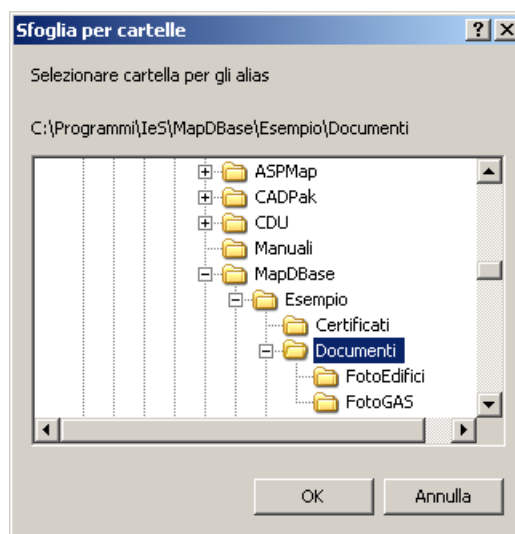 Sfoglia per cartelle
Selezionare cartella per gli alias
C:\Programmi\IeS\MapDBase\Esempio\Documenti
ASPMap
CADPak
CDU
Manuali
MapDBase
Esempio
Certificati
Documenti
FotoEdifici
FotoGAS
OK Annulla